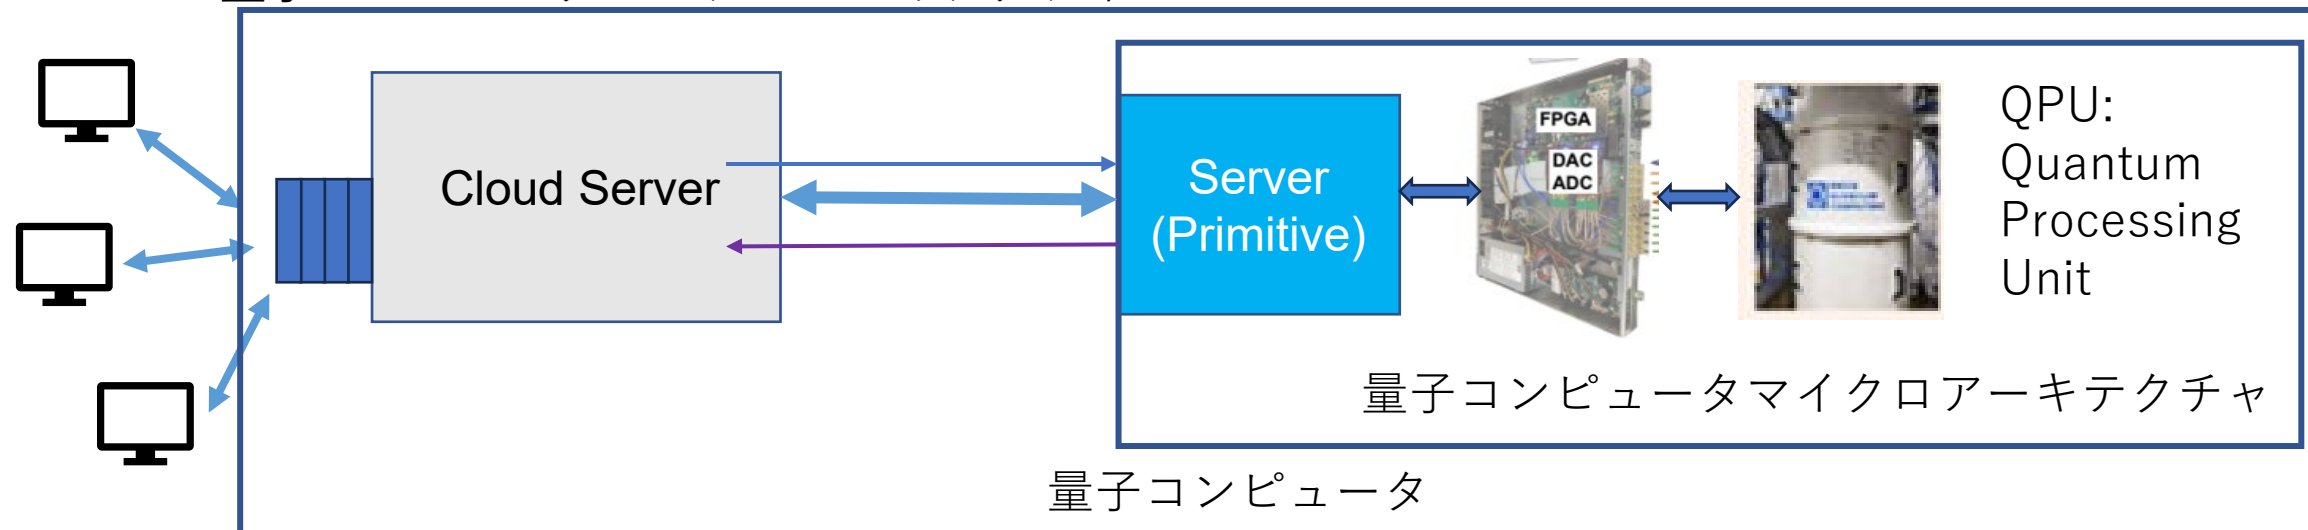 Cloud Server
Server
(Primitive)
FPGA
DAC
ADC
QPU:
Quantum
Processing
Unit
量子コンピュータマイクロアーキテクチャ
量子コンピュータ